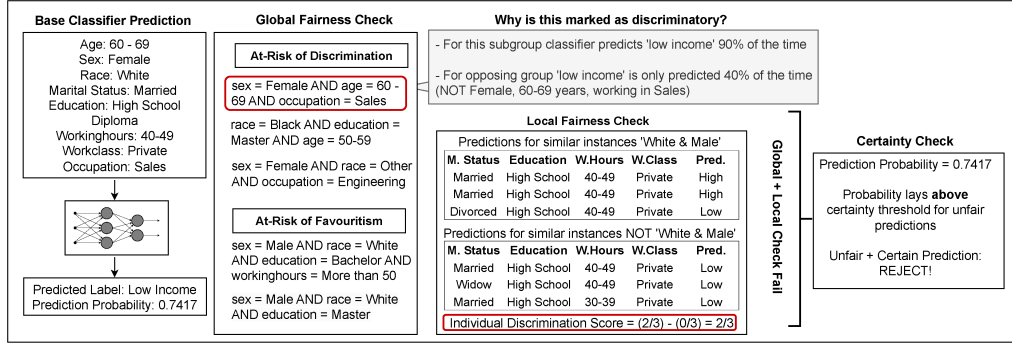 Base Classifier Prediction
Age: 60 - 69
Sex: Female
Race: White
Marital Status: Married
Education: High School
Diploma
Workinghours: 40-49
Workclass: Private
Occupation: Sales
Predicted Label: Low Income
Prediction Probability: 0.7417
Global Fairness Check
At-Risk of Discrimination
sex = Female AND age = 60 -
69 AND occupation = Sales
race = Black AND education =
Master AND age = 50-59
sex = Female AND race = Other
AND occupation = Engineering
At-Risk of Favouritism
sex = Male AND race = White
AND education = Bachelor AND
workinghours = More than 50
sex = Male AND race = White
AND education = Master
Why is this marked as discriminatory?
- For this subgroup classifier predicts 'low income' 90% of the time
- For opposing group 'low income' is only predicted 40% of the time
(NOT Female, 60-69 years, working in Sales)
Local Fairness Check
Predictions for similar instances 'White & Male'
M. Status Education W.Hours W.Class Pred.
Married High School 40-49 Private High
Married High School 40-49 Private High
Divorced High School 40-49 Private Low
Predictions for similar instances NOT 'White & Male'
M. Status Education W.Hours W.Class Pred.
Married High School 40-49 Private Low
Widow High School 40-49 Private Low
Married High School 30-39 Private Low
Individual Discrimination Score = (2/3) - (0/3) = 2/3
Global + Local Check Fail
Certainty Check
Prediction Probability = 0.7417
Probability lays above
certainty threshold for unfair
predictions
Unfair + Certain Prediction:
REJECT!